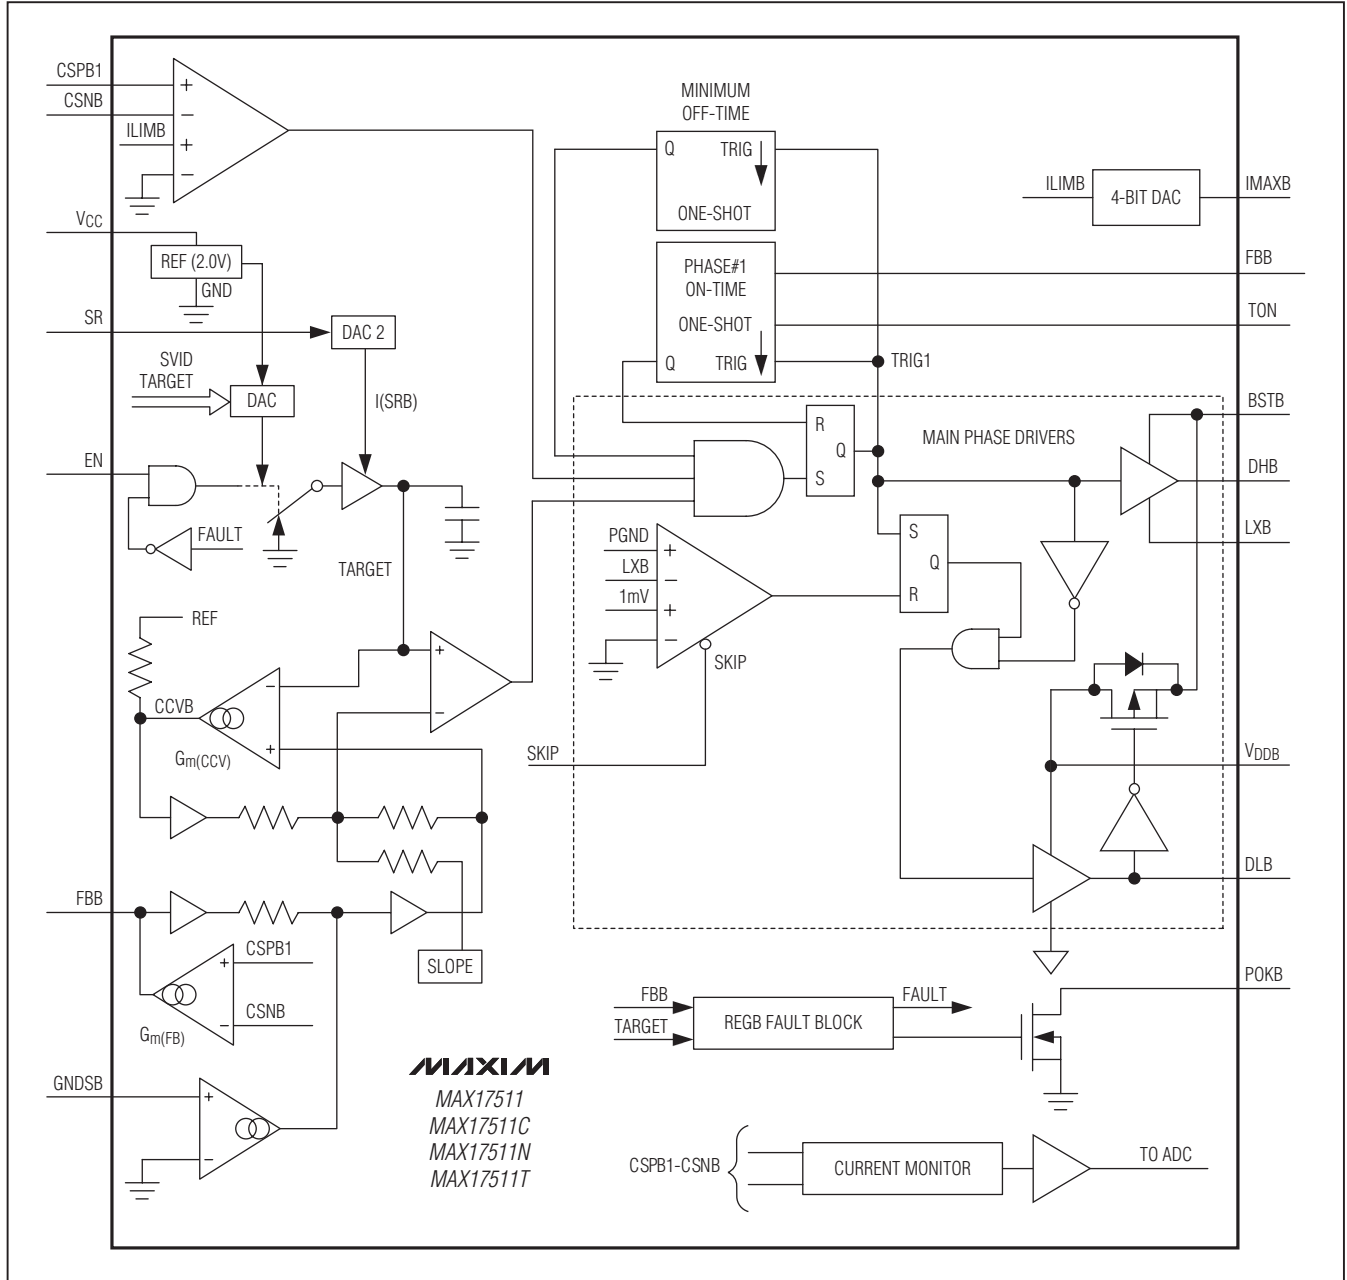 CSPB1
CSNB
ILIMB
+
−
+
−
VCC
REF (2.0V)
GND
SR
DAC 2
SVID
TARGET
DAC
I(SRB)
EN
FAULT
TARGET
REF
CCVB
−
+
Gm(CCV)
+
−
FBB
CSPB1
+
CSNB
−
Gm(FB)
SLOPE
GNDSB
+
−
MAXIM
MAX17511
MAX17511C
MAX17511N
MAX17511T
MINIMUM
OFF-TIME
Q TRIG
ONE-SHOT
PHASE#1
ON-TIME
ONE-SHOT
Q TRIG
TRIG1
ILIMB
4-BIT DAC
IMAXB
FBB
TON
MAIN PHASE DRIVERS
R
Q
S
BSTB
DHB
LXB
PGND
+
LXB
−
1mV
+
−
SKIP
SKIP
S
Q
R
VDDB
DLB
FBB
TARGET
REGB FAULT BLOCK
FAULT
POKB
CSPB1-CSNB
CURRENT MONITOR
TO ADC